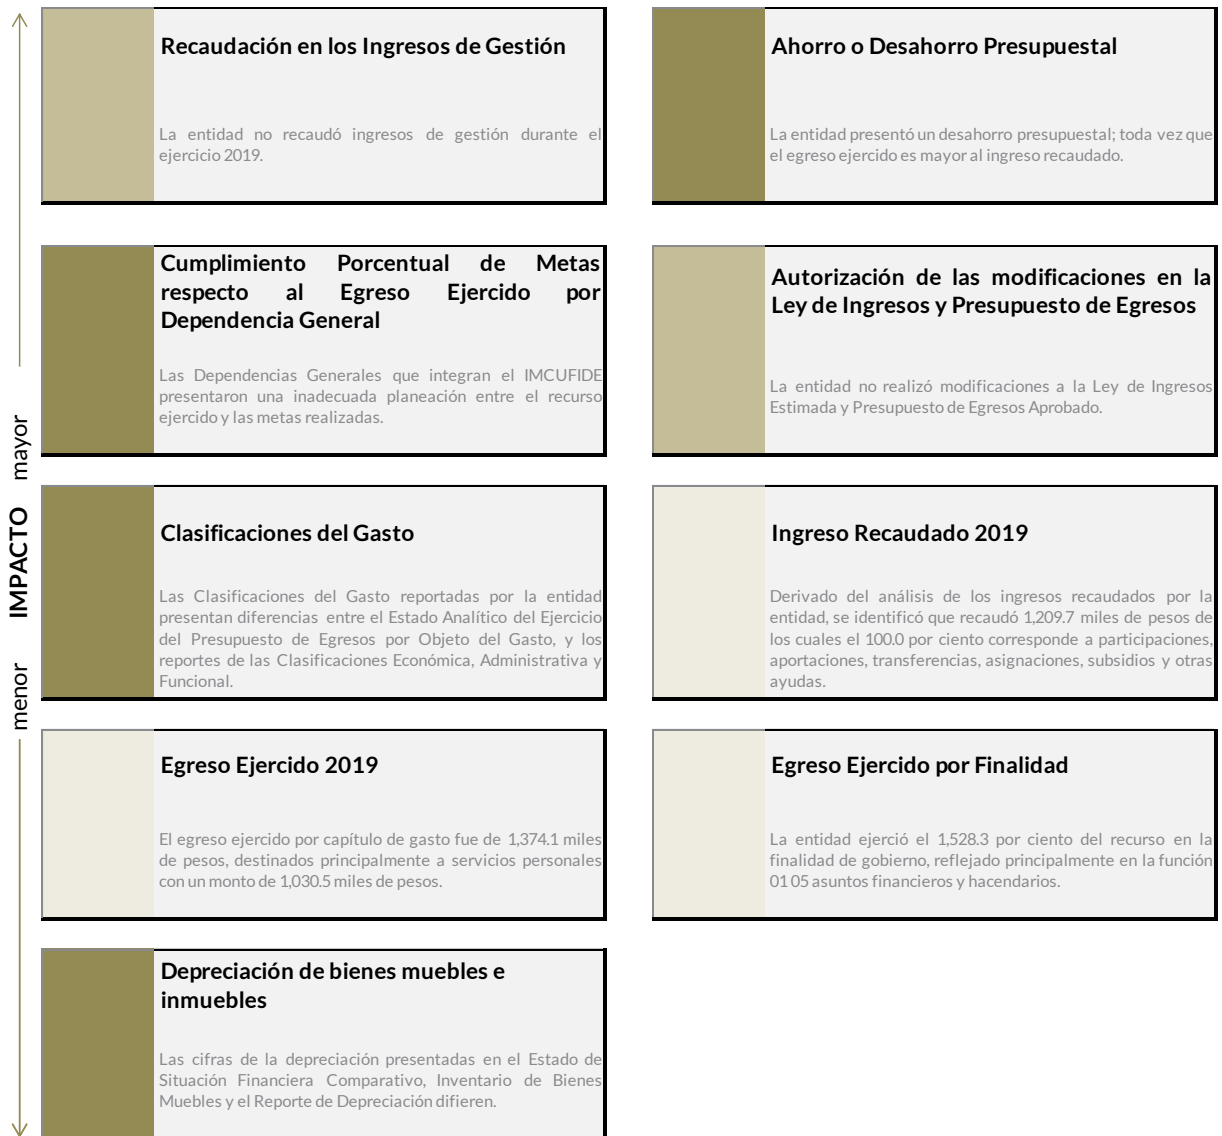 Recaudación en los Ingresos de Gestión
La entidad no recaudó ingresos de gestión durante el
ejercicio 2019.
Ahorro o Desahorro Presupuestal
La entidad presentó un desahorro presupuestal; toda vez que
el egreso ejercido es mayor al ingreso recaudado.
Cumplimiento Porcentual de Metas
respecto al Egreso Ejercido por
Dependencia General
Las Dependencias Generales que integran el IMCUFIDE
presentaron una inadecuada planeación entre el recurso
ejercido y las metas realizadas.
Autorización de las modificaciones en la
Ley de Ingresos y Presupuesto de Egresos
La entidad no realizó modificaciones a la Ley de Ingresos
Estimada y Presupuesto de Egresos Aprobado.
menor IMPACTO mayor
Clasificaciones del Gasto
Las Clasificaciones del Gasto reportadas por la entidad
presentan diferencias entre el Estado Analítico del Ejercicio
del Presupuesto de Egresos por Objeto del Gasto, y los
reportes de las Clasificaciones Económica, Administrativa y
Funcional.
Ingreso Recaudado 2019
Derivado del análisis de los ingresos recaudados por la
entidad, se identificó que recaudó 1,209.7 miles de pesos de
los cuales el 100.0 por ciento corresponde a participaciones,
aportaciones, transferencias, asignaciones, subsidios y otras
ayudas.
Egreso Ejercido 2019
El egreso ejercido por capítulo de gasto fue de 1,374.1 miles
de pesos, destinados principalmente a servicios personales
con un monto de 1,030.5 miles de pesos.
Egreso Ejercido por Finalidad
La entidad ejerció el 1,528.3 por ciento del recurso en la
finalidad de gobierno, reflejado principalmente en la función
01 05 asuntos financieros y hacendarios.
Depreciación de bienes muebles e
inmuebles
Las cifras de la depreciación presentadas en el Estado de
Situación Financiera Comparativo, Inventario de Bienes
Muebles y el Reporte de Depreciación difieren.